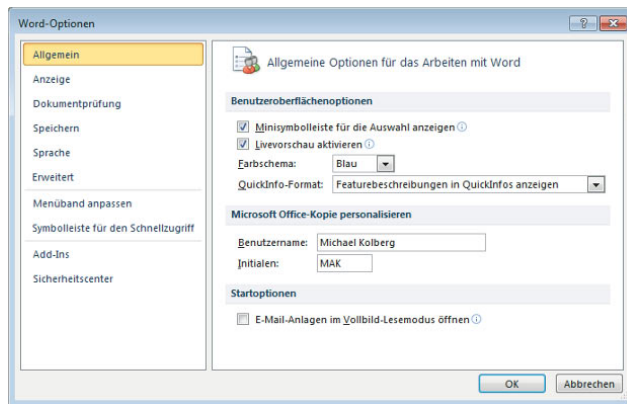 Word-Optionen
Allgemein
Anzeige
Dokumentprüfung
Speichern
Sprache
Erweitert
Menüband anpassen
Symbolleiste für den Schnellzugriff
Add-Ins
Sicherheitscenter
Allgemeine Optionen für das Arbeiten mit Word
Benutzeroberflächenoptionen
Minisymbolleiste für die Auswahl anzeigen
Livevorschau aktivieren
Farbschema: Blau
QuickInfo-Format: Featurebeschreibungen in QuickInfos anzeigen
Microsoft Office-Kopie personalisieren
Benutzername: Michael Kolberg
Initialen: MAK
Startoptionen
E-Mail-Anlagen im Vollbild-Lesemodus öffnen
OK Abbrechen